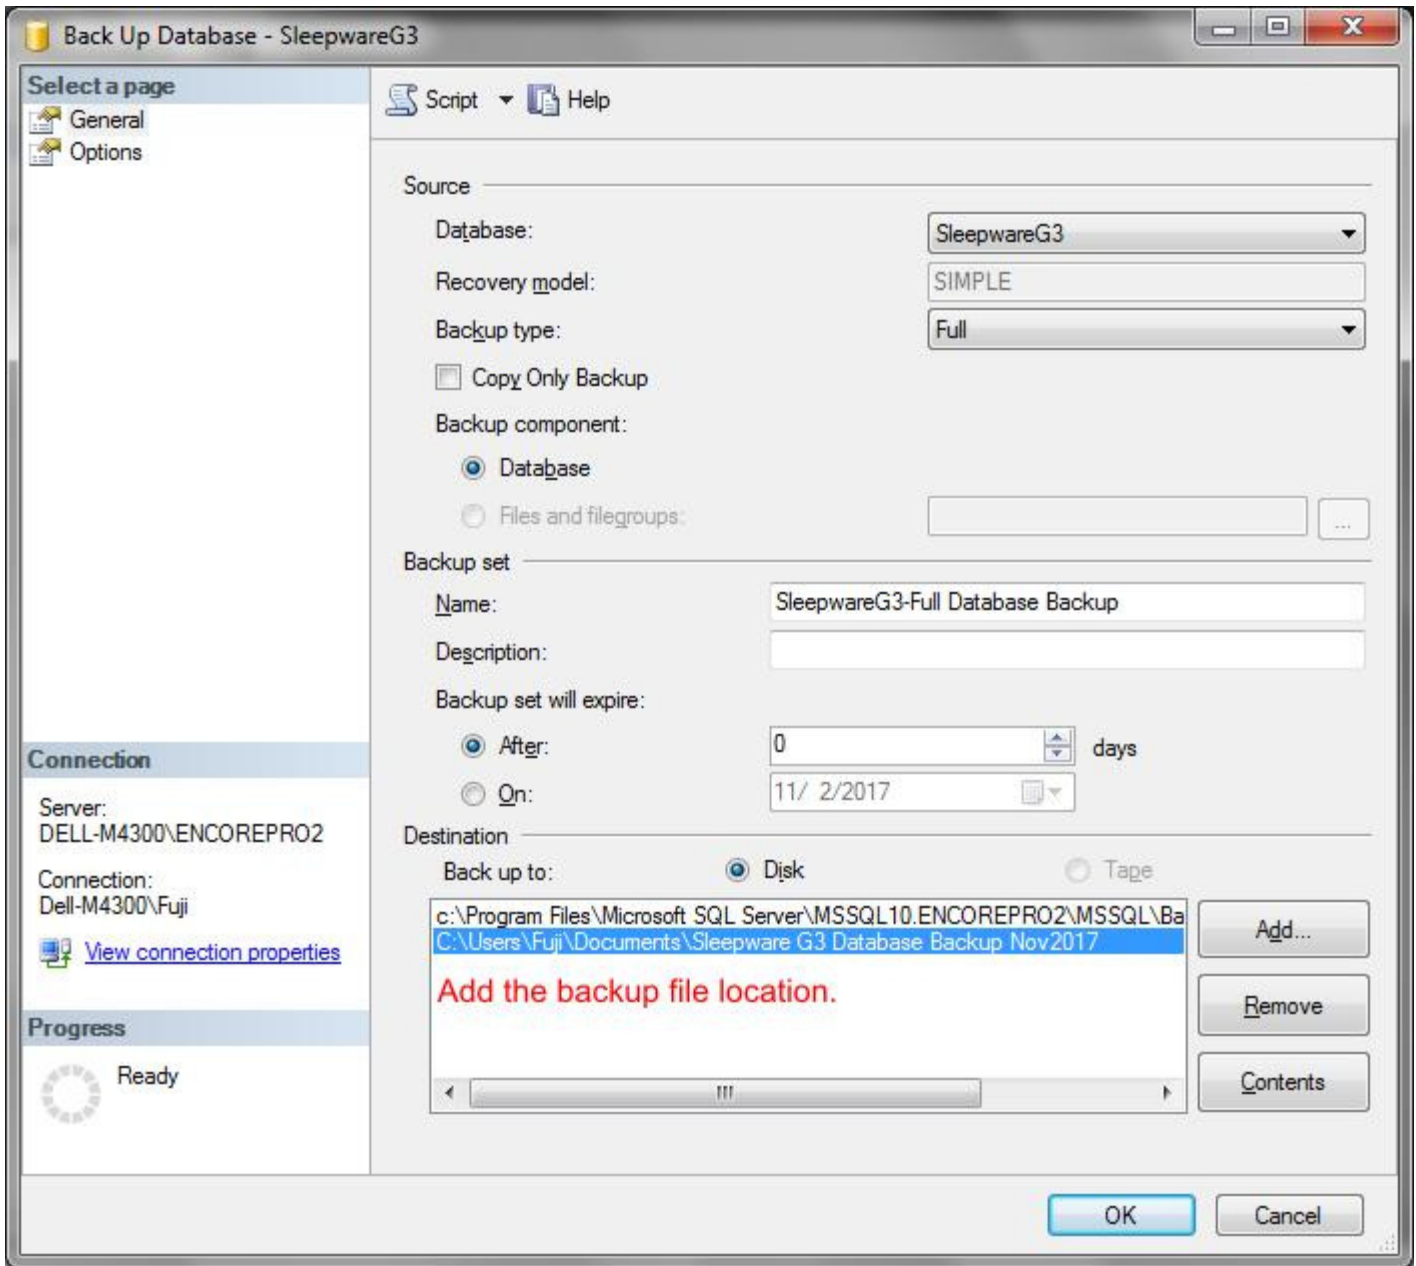 Back Up Database - SleepwareG3
Select a page
General
Options
Script Help
Source
Database: SleepwareG3
Recovery model: SIMPLE
Backup type: Full
Copy Only Backup
Backup component:
Database
Files and filegroups: ...
Backup set
Name: SleepwareG3-Full Database Backup
Description:
Backup set will expire:
After: 0 days
On: 11/ 2/2017
Destination
Back up to: Disk Tape
c:\Program Files\Microsoft SQL Server\MSSQL10.ENCOREPRO2\MSSQL\Ba
C:\Users\Fuji\Documents\Sleepware G3 Database Backup Nov2017
Add the backup file location.
Add...
Remove
Contents
Connection
Server:
DELL-M4300\ENCOREPRO2
Connection:
Dell-M4300\Fuji
View connection properties
Progress
Ready
OK Cancel